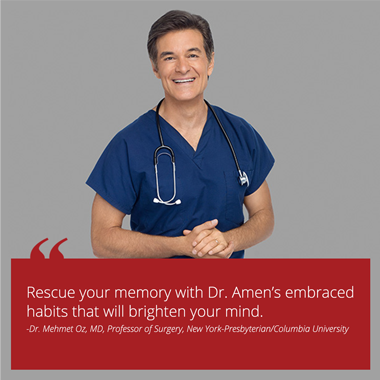 “
Rescue your memory with Dr. Amen’s embraced
habits that will brighten your mind.
-Dr. Mehmet Oz, MD, Professor of Surgery, New York-Presbyterian/Columbia University